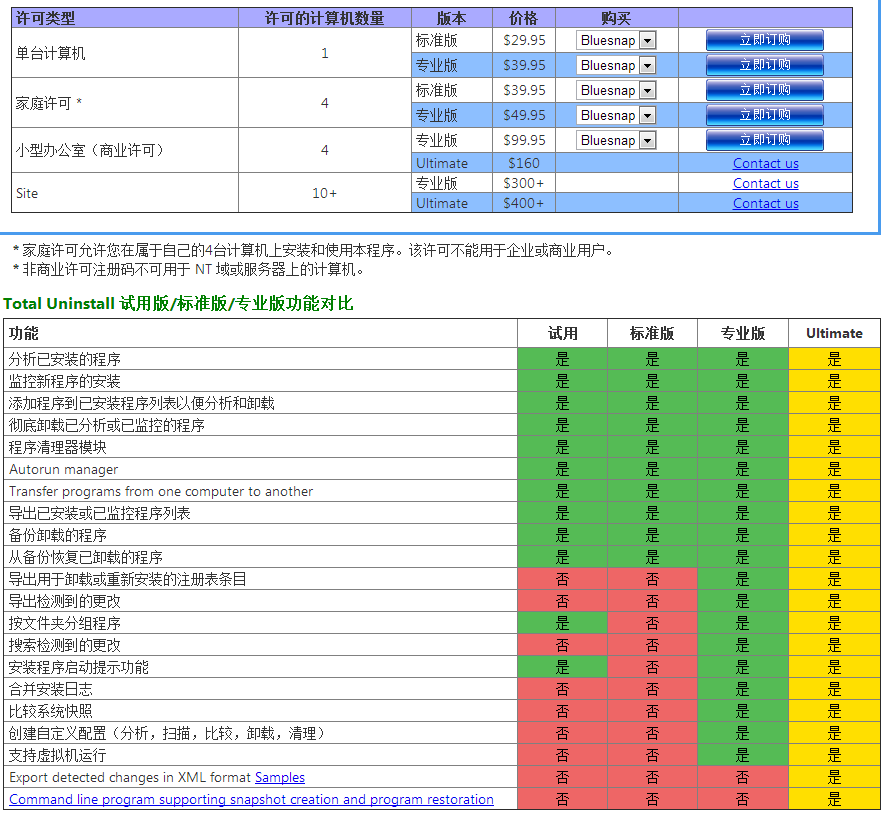 许可类型 许可的计算机数量 版本 价格 购买
单台计算机 1 标准版 $29.95 Bluesnap 立即订购
专业版 $39.95 Bluesnap 立即订购
家庭许可 * 4 标准版 $39.95 Bluesnap 立即订购
专业版 $49.95 Bluesnap 立即订购
小型办公室（商业许可） 4 专业版 $99.95 Bluesnap 立即订购
Ultimate $160 Contact us
Site 10+ 专业版 $300+ Contact us
Ultimate $400+ Contact us
* 家庭许可允许您在属于自己的4台计算机上安装和使用本程序。该许可不能用于企业或商业用户。
* 非商业许可注册码不可用于 NT 域或服务器上的计算机。
Total Uninstall 试用版/标准版/专业版功能对比
功能 试用 标准版 专业版 Ultimate
分析已安装的程序 是 是 是 是
监控新程序的安装 是 是 是 是
添加程序到已安装程序列表以便分析和卸载 是 是 是 是
彻底卸载已分析或已监控的程序 是 是 是 是
程序清理器模块 是 是 是 是
Autorun manager 是 是 是 是
Transfer programs from one computer to another 是 是 是 是
导出已安装或已监控程序列表 是 是 是 是
备份卸载的程序 是 是 是 是
从备份恢复已卸载的程序 是 是 是 是
导出用于卸载或重新安装的注册表条目 否 否 是 是
导出检测到的更改 否 否 是 是
按文件夹分组程序 是 否 是 是
搜索检测到的更改 否 否 是 是
安装程序启动提示功能 是 否 是 是
合并安装日志 否 否 是 是
比较系统快照 否 否 是 是
创建自定义配置（分析，扫描，比较，卸载，清理） 否 否 是 是
支持虚拟机运行 否 否 是 是
Export detected changes in XML format Samples 否 否 否 是
Command line program supporting snapshot creation and program restoration 否 否 否 是